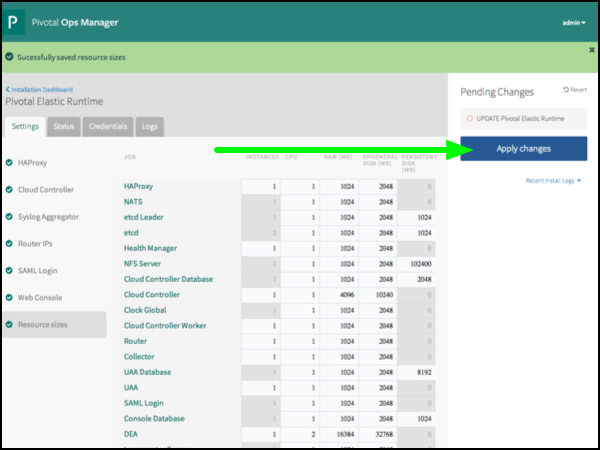 P Pivotal Ops Manager admin
Sucessfully saved resource sizes ×
Installation Dashboard
Pivotal Elastic Runtime
Settings Status Credentials Logs
Pending Changes Revert
UPDATE Pivotal Elastic Runtime
Apply changes
Recent Install Logs
HAProxy
Cloud Controller
Syslog Aggregator
Router IPs
SAML Login
Web Console
Resource sizes
JOB INSTANCES CPU RAM (MB) EPHEMERAL DISK (MB) PERSISTENT DISK (MB)
HAProxy 1 1 1024 2048 0
NATS 1 1 1024 2048 0
etcd Leader 1 1 1024 2048 1024
etcd 2 1 1024 2048 1024
Health Manager 1 1 1024 2048 0
NFS Server 1 1 1024 2048 102400
Cloud Controller Database 1 1 1024 2048 2048
Cloud Controller 1 1 4096 10240 0
Clock Global 1 1 1024 2048 0
Cloud Controller Worker 1 1 1024 2048 0
Router 1 1 1024 2048 0
Collector 1 1 1024 2048 0
UAA Database 1 1 1024 2048 8192
UAA 1 1 1024 2048 0
SAML Login 1 1 1024 2048 0
Console Database 1 1 1024 2048 1024
DEA 1 2 16384 32768 0